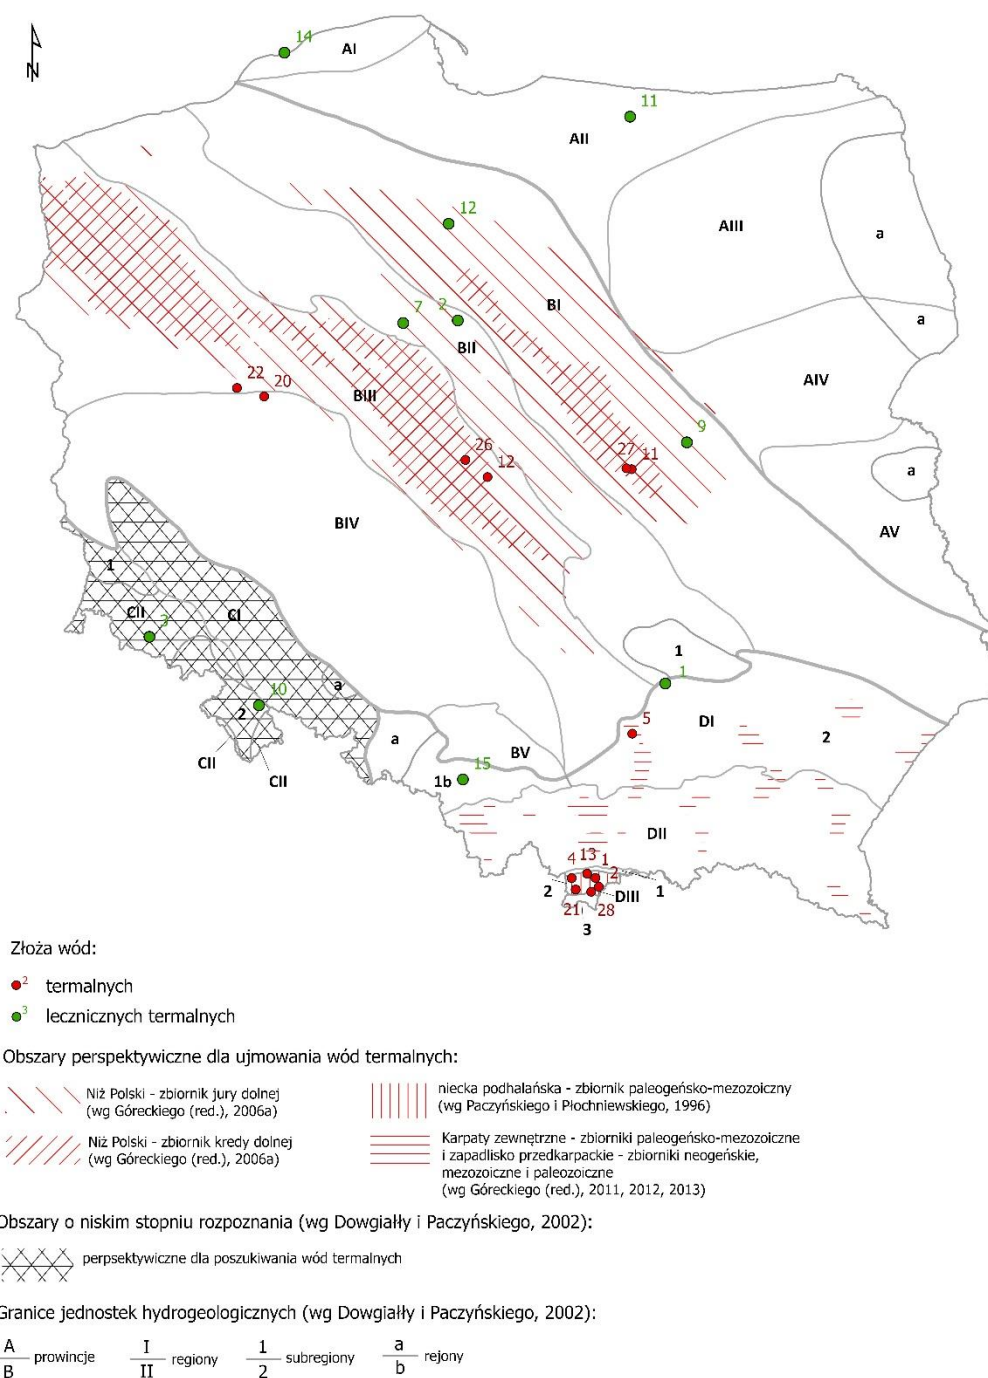 N
14
AI
11
AII
12
AIII
a
BI
7
2
a
BII
22
20
AIV
BIII
9
26
27
11
12
a
BIV
AV
1
3
CII
CI
1
1
10
a
2
5
DI
2
a
BV
CII
15
CII
1b
DII
4
13
1
2
2
DIII
1
21
28
3
Złoża wód:
2 termalnych
3 leczniczych termalnych
Obszary perspektywiczne dla ujmowania wód termalnych:
Niż Polski - zbiornik jury dolnej
(wg Góreckiego (red.), 2006a)
niecka podhalańska - zbiornik paleogeńsko-mezozoiczny
(wg Paczyńskiego i Płochniewskiego, 1996)
Niż Polski - zbiornik kredy dolnej
(wg Góreckiego (red.), 2006a)
Karpaty zewnętrzne - zbiorniki paleogeńsko-mezozoiczne
i zapadlisko przedkarpackie - zbiorniki neogeńskie,
mezozoiczne i paleozoiczne
(wg Góreckiego (red.), 2011, 2012, 2013)
Obszary o niskim stopniu rozpoznania (wg Dowgiałły i Paczyńskiego, 2002):
perpsektywiczne dla poszukiwania wód termalnych
Granice jednostek hydrogeologicznych (wg Dowgiałły i Paczyńskiego, 2002):
A
B prowincje
I
II regiony
1
2 subregiony
a
b rejony